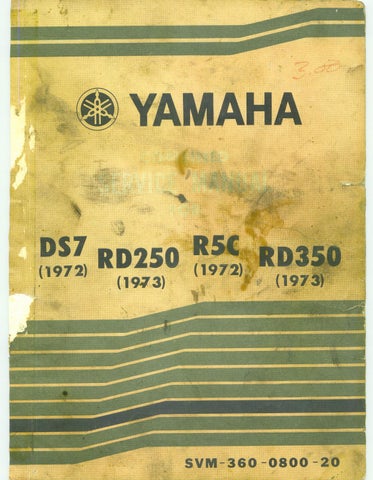 3.00
YAMAHA
DS7 RD250 R5C RD350
(1972) (1973) (1972) (1973)
SVM-360-0800-20